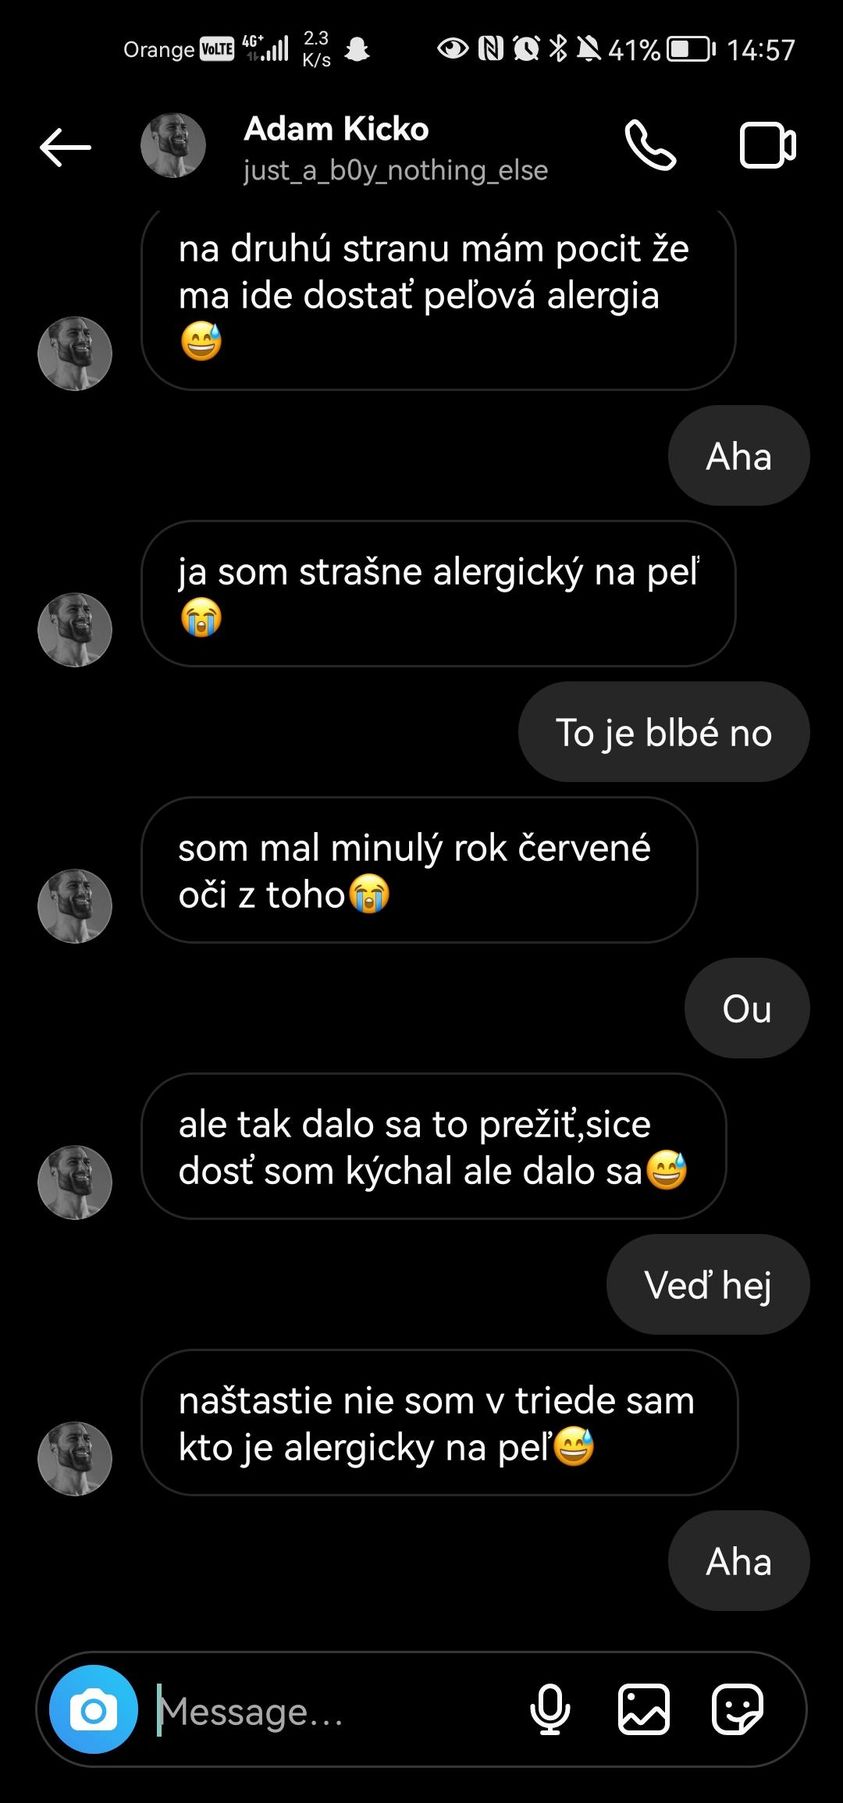 Orange VoLTE 4G+ 2.3 K/s 41% 14:57
Adam Kicko
just_a_b0y_nothing_else
na druhú stranu mám pocit že
ma ide dostať peľová alergia
😅
Aha
ja som strašne alergický na peľ
😭
To je blbé no
som mal minulý rok červené
oči z toho😭
Ou
ale tak dalo sa to prežiť,sice
dosť som kýchal ale dalo sa😅
Veď hej
naštastie nie som v triede sam
kto je alergicky na peľ😅
Aha
Message...